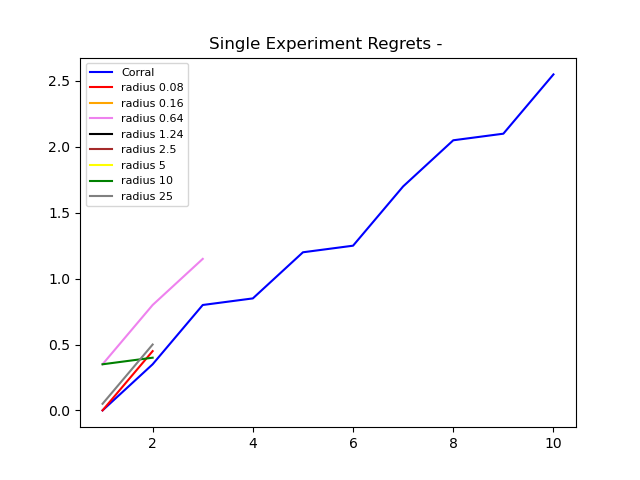 Single Experiment Regrets -
Corral
radius 0.08
radius 0.16
radius 0.64
radius 1.24
radius 2.5
radius 5
radius 10
radius 25
2.5
2.0
1.5
1.0
0.5
0.0
2 4 6 8 10